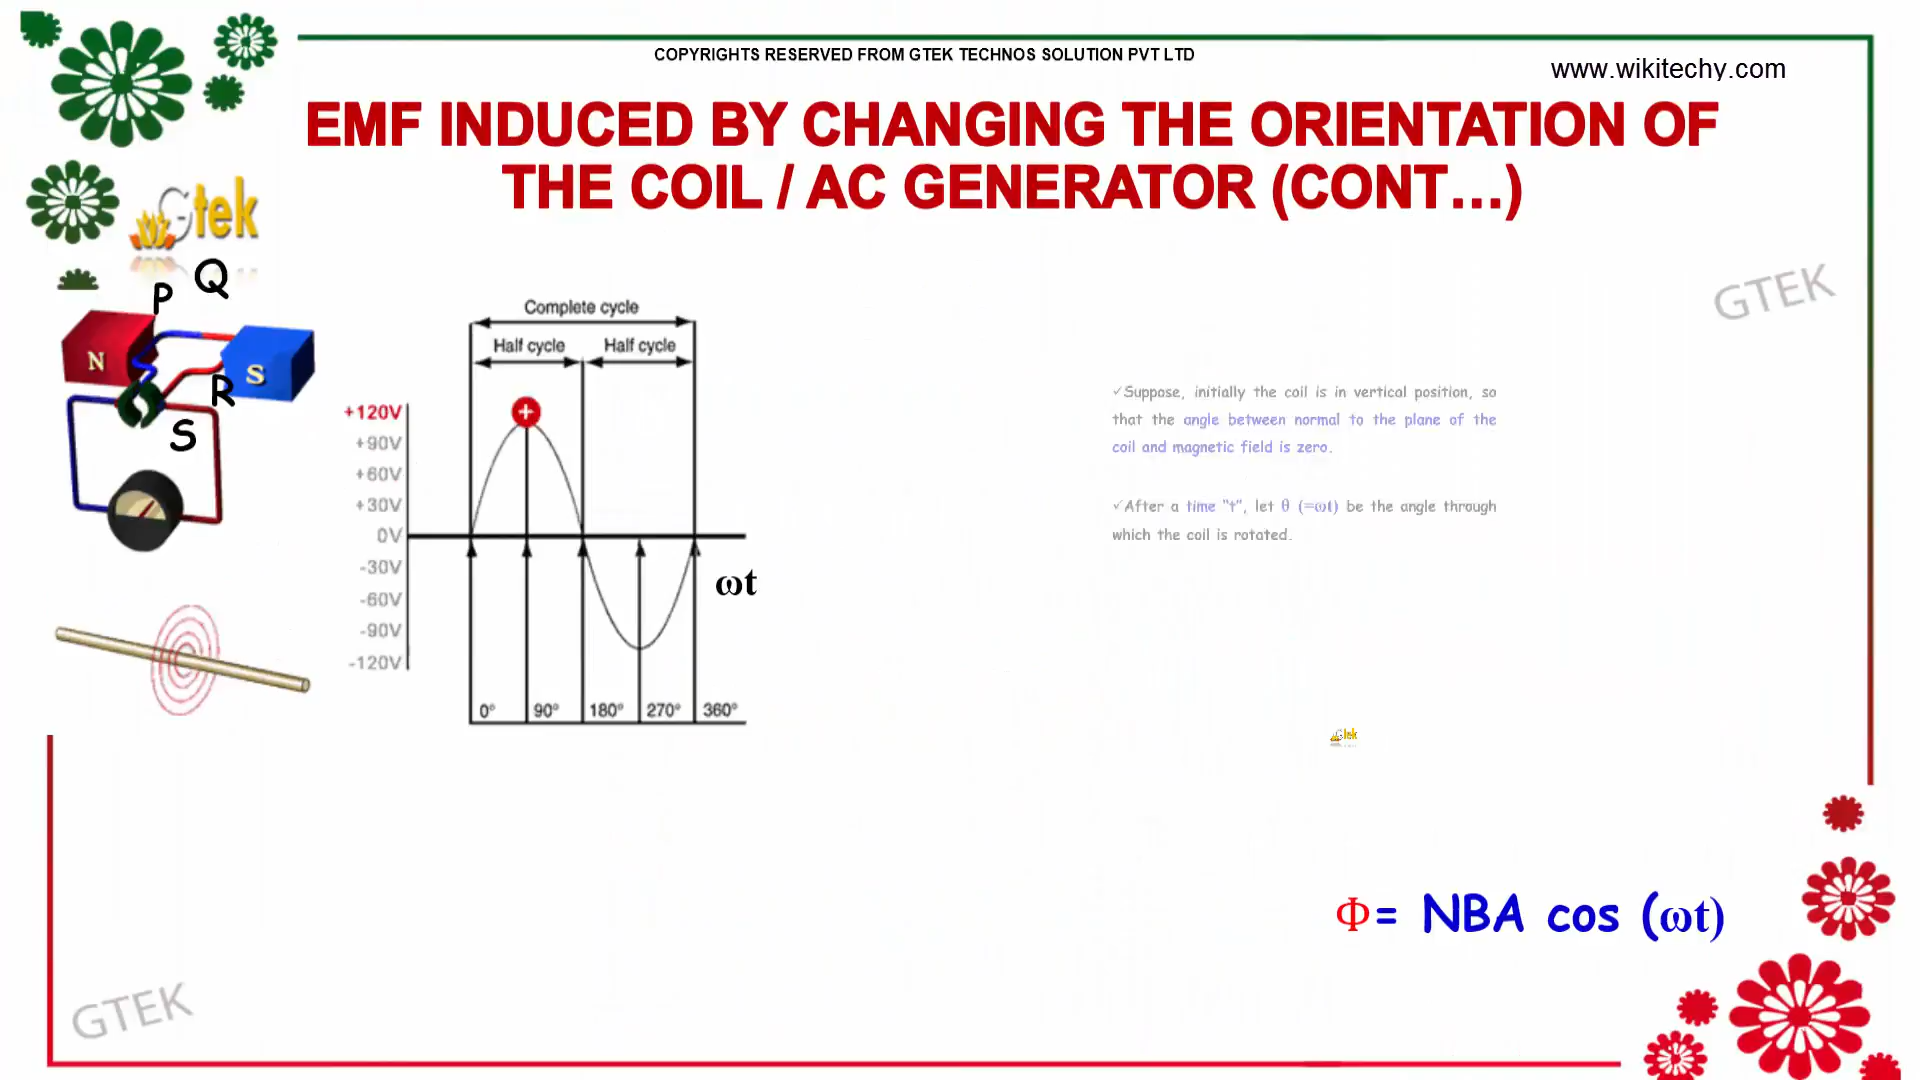 COPYRIGHTS RESERVED FROM GTEK TECHNOS SOLUTION PVT LTD
www.wikitechy.com
EMF INDUCED BY CHANGING THE ORIENTATION OF
THE COIL / AC GENERATOR (CONT...)
Gtek
P
Q
N
S
R
S
Complete cycle
Half cycle
Half cycle
+
+120V
+90V
+60V
+30V
0V
-30V
-60V
-90V
-120V
ωt
0°
90°
180°
270°
360°
GTEK
✓Suppose, initially the coil is in vertical position, so
that the angle between normal to the plane of the
coil and magnetic field is zero.
✓After a time "t", let θ (=ωt) be the angle through
which the coil is rotated.
Gtek
Φ= NBA cos (ωt)
GTEK